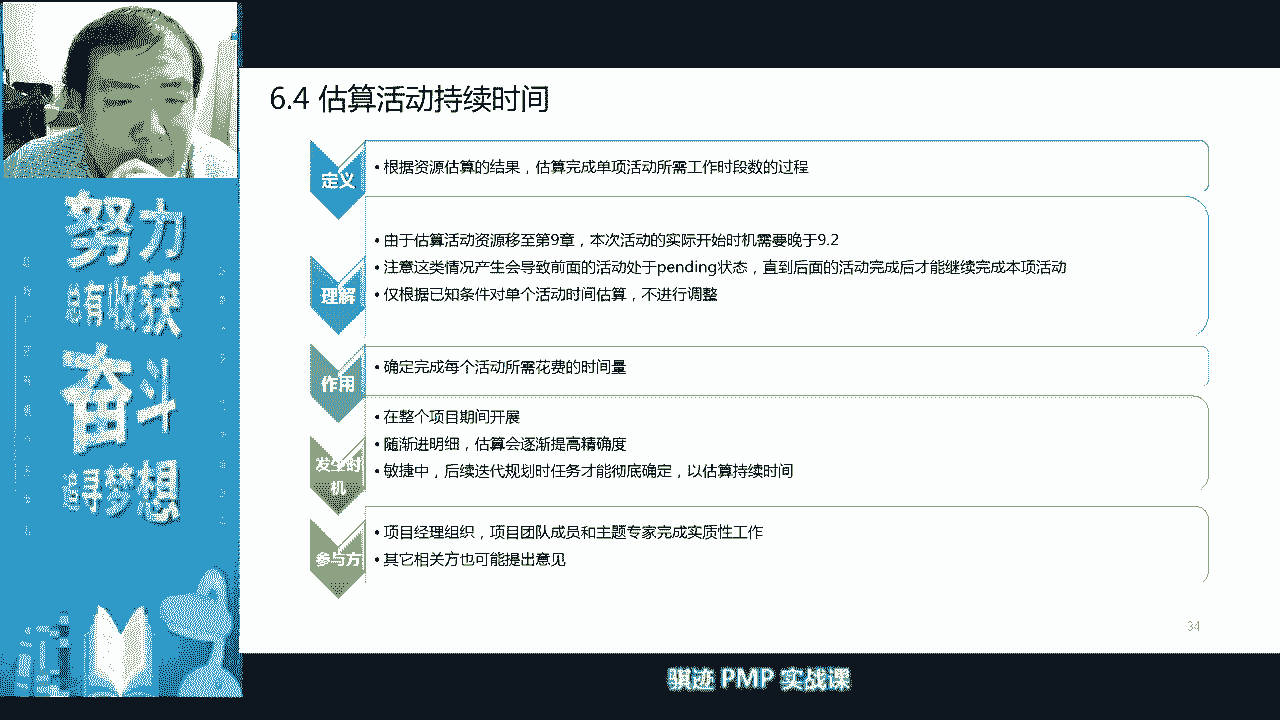 6.4 估算活动持续时间
定义
• 根据资源估算的结果，估算完成单项活动所需工作时段数的过程
理解
• 由于估算活动资源移至第9章，本次活动的实际开始时机需要晚于9.2
• 注意这类情况产生会导致前面的活动处于pending状态，直到后面的活动完成后才能继续完成本项活动
• 仅根据已知条件对单个活动时间估算，不进行调整
作用
• 确定完成每个活动所需花费的时间量
发生时
机
• 在整个项目期间开展
• 随渐进明细，估算会逐渐提高精确度
• 敏捷中，后续迭代规划时任务才能彻底确定，以估算持续时间
参与方
• 项目经理组织，项目团队成员和主题专家完成实质性工作
• 其它相关方也可能提出意见
34
努力
总有收获
奋斗
追寻梦想
骐迹 PMP 实战课